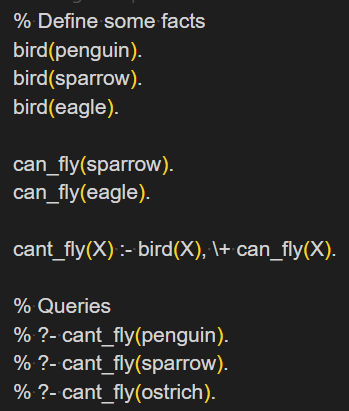 % Define some facts
bird(penguin).
bird(sparrow).
bird(eagle).
can_fly(sparrow).
can_fly(eagle).
cant_fly(X) :- bird(X), \+ can_fly(X).
% Queries
% ?- cant_fly(penguin).
% ?- cant_fly(sparrow).
% ?- cant_fly(ostrich).